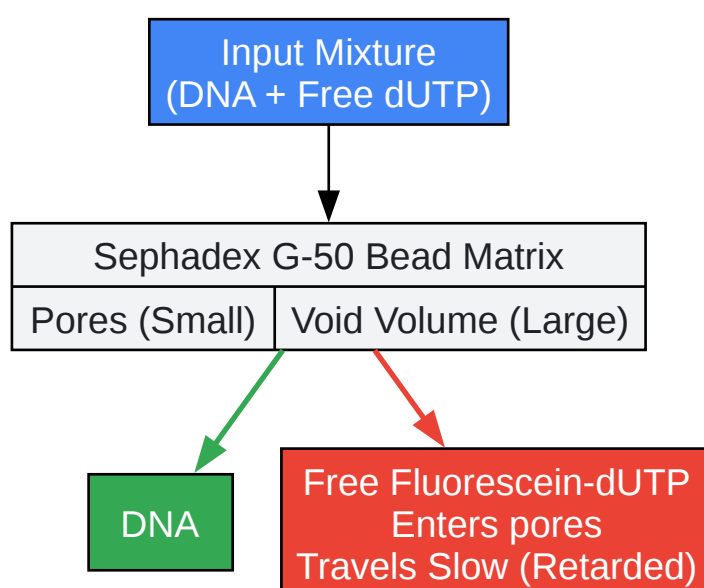 Input Mixture
(DNA + Free dUTP)
Sephadex G-50 Bead Matrix
Pores (Small)
Void Volume (Large)
DNA
Free Fluorescein-dUTP
Enters pores
Travels Slow (Retarded)